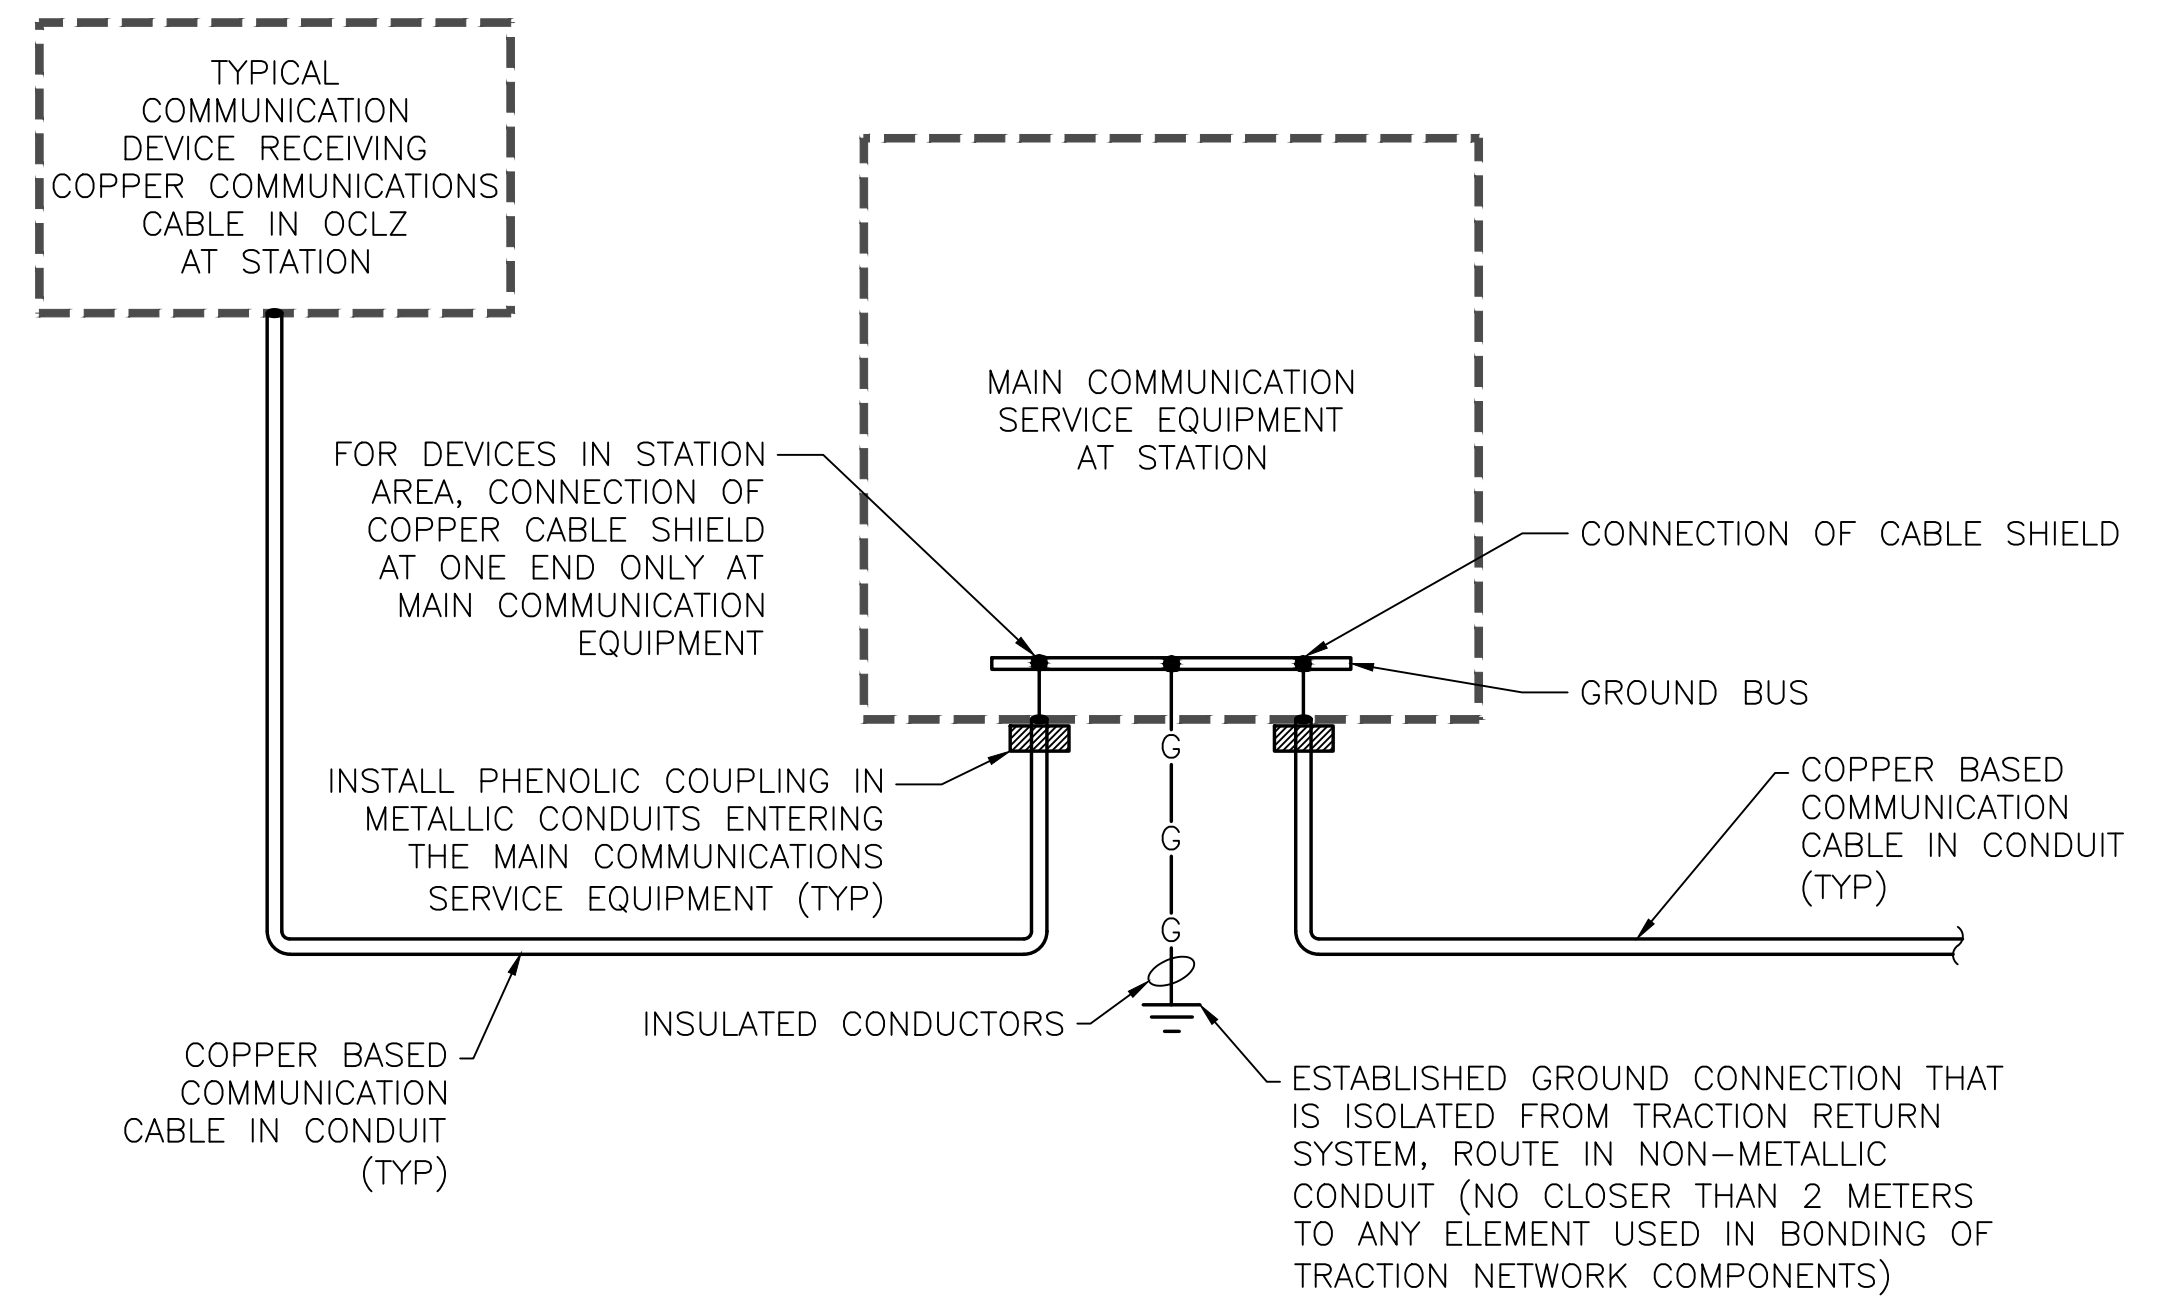 TYPICAL
COMMUNICATION
DEVICE RECEIVING
COPPER COMMUNICATIONS
CABLE IN OCLZ
AT STATION
MAIN COMMUNICATION
SERVICE EQUIPMENT
AT STATION
FOR DEVICES IN STATION
AREA, CONNECTION OF
COPPER CABLE SHIELD
AT ONE END ONLY AT
MAIN COMMUNICATION
EQUIPMENT
CONNECTION OF CABLE SHIELD
GROUND BUS
INSTALL PHENOLIC COUPLING IN
METALLIC CONDUITS ENTERING
THE MAIN COMMUNICATIONS
SERVICE EQUIPMENT (TYP)
G
G
G
COPPER BASED
COMMUNICATION
CABLE IN CONDUIT
(TYP)
INSULATED CONDUCTORS
COPPER BASED
COMMUNICATION
CABLE IN CONDUIT
(TYP)
ESTABLISHED GROUND CONNECTION THAT
IS ISOLATED FROM TRACTION RETURN
SYSTEM, ROUTE IN NON-METALLIC
CONDUIT (NO CLOSER THAN 2 METERS
TO ANY ELEMENT USED IN BONDING OF
TRACTION NETWORK COMPONENTS)